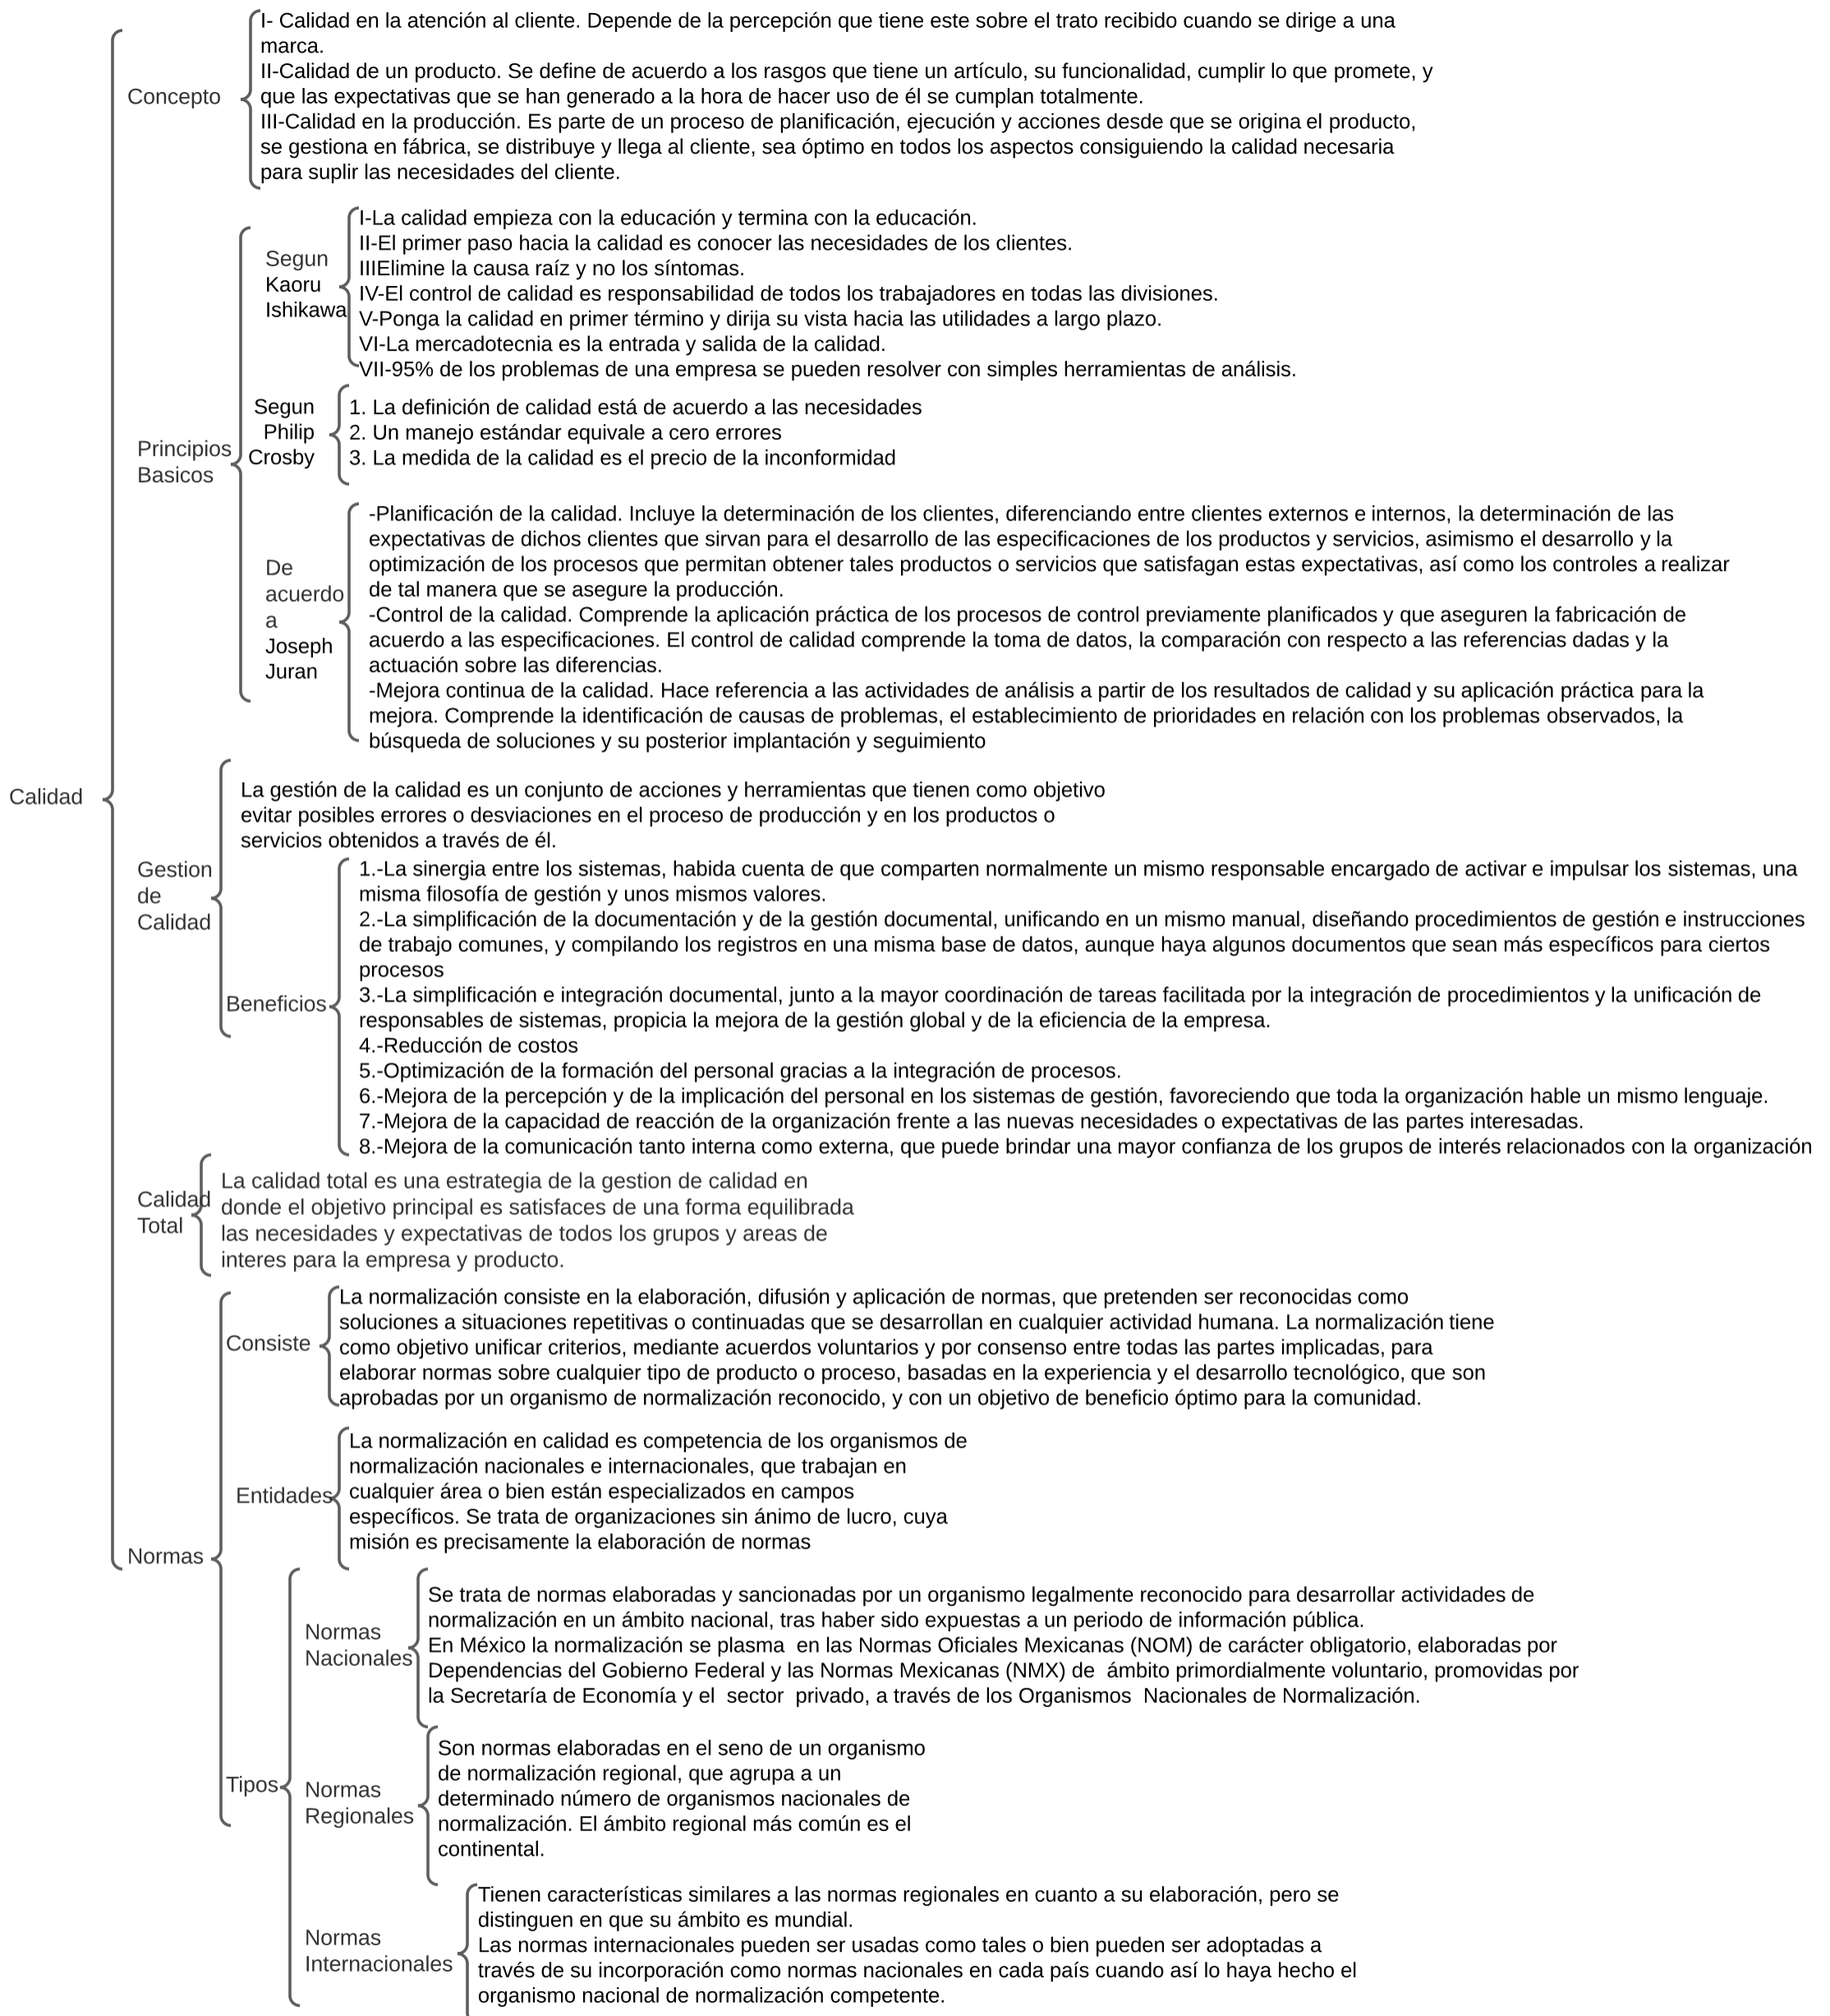 Calidad
Concepto
I- Calidad en la atención al cliente. Depende de la percepción que tiene este sobre el trato recibido cuando se dirige a una
marca.
II-Calidad de un producto. Se define de acuerdo a los rasgos que tiene un artículo, su funcionalidad, cumplir lo que promete, y
que las expectativas que se han generado a la hora de hacer uso de él se cumplan totalmente.
III-Calidad en la producción. Es parte de un proceso de planificación, ejecución y acciones desde que se origina el producto,
se gestiona en fábrica, se distribuye y llega al cliente, sea óptimo en todos los aspectos consiguiendo la calidad necesaria
para suplir las necesidades del cliente.
Principios
Basicos
Segun
Kaoru
Ishikawa
I-La calidad empieza con la educación y termina con la educación.
II-El primer paso hacia la calidad es conocer las necesidades de los clientes.
IIIElimine la causa raíz y no los síntomas.
IV-El control de calidad es responsabilidad de todos los trabajadores en todas las divisiones.
V-Ponga la calidad en primer término y dirija su vista hacia las utilidades a largo plazo.
VI-La mercadotecnia es la entrada y salida de la calidad.
VII-95% de los problemas de una empresa se pueden resolver con simples herramientas de análisis.
Segun
Philip
Crosby
1. La definición de calidad está de acuerdo a las necesidades
2. Un manejo estándar equivale a cero errores
3. La medida de la calidad es el precio de la inconformidad
De
acuerdo
a
Joseph
Juran
-Planificación de la calidad. Incluye la determinación de los clientes, diferenciando entre clientes externos e internos, la determinación de las
expectativas de dichos clientes que sirvan para el desarrollo de las especificaciones de los productos y servicios, asimismo el desarrollo y la
optimización de los procesos que permitan obtener tales productos o servicios que satisfagan estas expectativas, así como los controles a realizar
de tal manera que se asegure la producción.
-Control de la calidad. Comprende la aplicación práctica de los procesos de control previamente planificados y que aseguren la fabricación de
acuerdo a las especificaciones. El control de calidad comprende la toma de datos, la comparación con respecto a las referencias dadas y la
actuación sobre las diferencias.
-Mejora continua de la calidad. Hace referencia a las actividades de análisis a partir de los resultados de calidad y su aplicación práctica para la
mejora. Comprende la identificación de causas de problemas, el establecimiento de prioridades en relación con los problemas observados, la
búsqueda de soluciones y su posterior implantación y seguimiento
Gestion
de
Calidad
La gestión de la calidad es un conjunto de acciones y herramientas que tienen como objetivo
evitar posibles errores o desviaciones en el proceso de producción y en los productos o
servicios obtenidos a través de él.
Beneficios
1.-La sinergia entre los sistemas, habida cuenta de que comparten normalmente un mismo responsable encargado de activar e impulsar los sistemas, una
misma filosofía de gestión y unos mismos valores.
2.-La simplificación de la documentación y de la gestión documental, unificando en un mismo manual, diseñando procedimientos de gestión e instrucciones
de trabajo comunes, y compilando los registros en una misma base de datos, aunque haya algunos documentos que sean más específicos para ciertos
procesos
3.-La simplificación e integración documental, junto a la mayor coordinación de tareas facilitada por la integración de procedimientos y la unificación de
responsables de sistemas, propicia la mejora de la gestión global y de la eficiencia de la empresa.
4.-Reducción de costos
5.-Optimización de la formación del personal gracias a la integración de procesos.
6.-Mejora de la percepción y de la implicación del personal en los sistemas de gestión, favoreciendo que toda la organización hable un mismo lenguaje.
7.-Mejora de la capacidad de reacción de la organización frente a las nuevas necesidades o expectativas de las partes interesadas.
8.-Mejora de la comunicación tanto interna como externa, que puede brindar una mayor confianza de los grupos de interés relacionados con la organización
Calidad
Total
La calidad total es una estrategia de la gestion de calidad en
donde el objetivo principal es satisfaces de una forma equilibrada
las necesidades y expectativas de todos los grupos y areas de
interes para la empresa y producto.
Normas
Consiste
La normalización consiste en la elaboración, difusión y aplicación de normas, que pretenden ser reconocidas como
soluciones a situaciones repetitivas o continuadas que se desarrollan en cualquier actividad humana. La normalización tiene
como objetivo unificar criterios, mediante acuerdos voluntarios y por consenso entre todas las partes implicadas, para
elaborar normas sobre cualquier tipo de producto o proceso, basadas en la experiencia y el desarrollo tecnológico, que son
aprobadas por un organismo de normalización reconocido, y con un objetivo de beneficio óptimo para la comunidad.
Entidades
La normalización en calidad es competencia de los organismos de
normalización nacionales e internacionales, que trabajan en
cualquier área o bien están especializados en campos
específicos. Se trata de organizaciones sin ánimo de lucro, cuya
misión es precisamente la elaboración de normas
Tipos
Normas
Nacionales
Se trata de normas elaboradas y sancionadas por un organismo legalmente reconocido para desarrollar actividades de
normalización en un ámbito nacional, tras haber sido expuestas a un periodo de información pública.
En México la normalización se plasma  en las Normas Oficiales Mexicanas (NOM) de carácter obligatorio, elaboradas por
Dependencias del Gobierno Federal y las Normas Mexicanas (NMX) de  ámbito primordialmente voluntario, promovidas por
la Secretaría de Economía y el  sector  privado, a través de los Organismos  Nacionales de Normalización.
Normas
Regionales
Son normas elaboradas en el seno de un organismo
de normalización regional, que agrupa a un
determinado número de organismos nacionales de
normalización. El ámbito regional más común es el
continental.
Normas
Internacionales
Tienen características similares a las normas regionales en cuanto a su elaboración, pero se
distinguen en que su ámbito es mundial.
Las normas internacionales pueden ser usadas como tales o bien pueden ser adoptadas a
través de su incorporación como normas nacionales en cada país cuando así lo haya hecho el
organismo nacional de normalización competente.